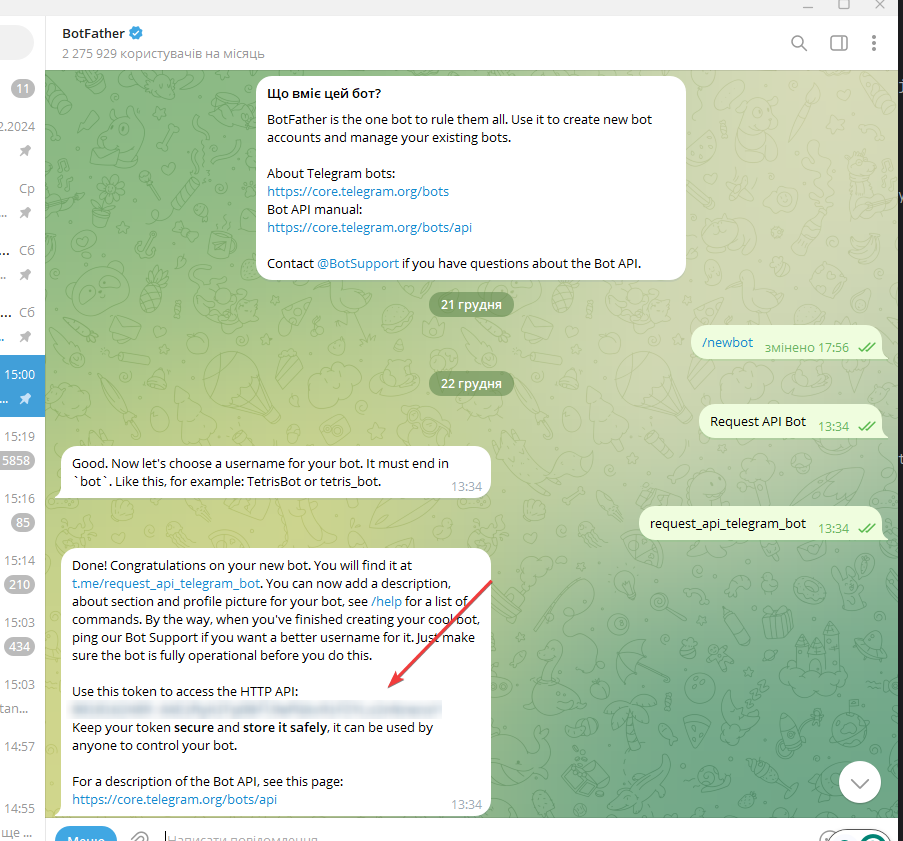 BotFather
2 275 929 користувачів на місяць
11
2.2024
Ср
...
... Сб
...
... Сб
15:00
...
15:19
5858
15:16
85
15:14
210
15:03
434
15:03
tan...
14:57
14:55
ще ...
Що вміє цей бот?
BotFather is the one bot to rule them all. Use it to create new bot
accounts and manage your existing bots.
About Telegram bots:
https://core.telegram.org/bots
Bot API manual:
https://core.telegram.org/bots/api
Contact @BotSupport if you have questions about the Bot API.
21 грудня
/newbot змінено 17:56
22 грудня
Request API Bot 13:34
Good. Now let's choose a username for your bot. It must end in
`bot`. Like this, for example: TetrisBot or tetris_bot.
13:34
request_api_telegram_bot 13:34
Done! Congratulations on your new bot. You will find it at
t.me/request_api_telegram_bot. You can now add a description,
about section and profile picture for your bot, see /help for a list of
commands. By the way, when you've finished creating your cool bot,
ping our Bot Support if you want a better username for it. Just make
sure the bot is fully operational before you do this.
Use this token to access the HTTP API:
Keep your token secure and store it safely, it can be used by
anyone to control your bot.
For a description of the Bot API, see this page:
https://core.telegram.org/bots/api
13:34
Меню
Написати повідомлення...